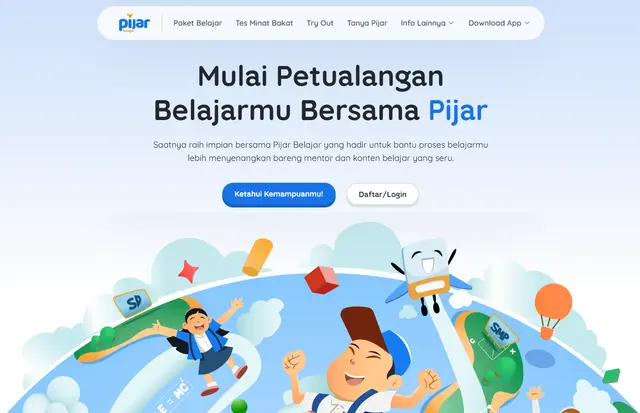 pijar
belajar
Paket Belajar
Tes Minat Bakat
Try Out
Tanya Pijar
Info Lainnya
Download App
Mulai Petualangan
Belajarmu Bersama Pijar
Saatnya raih impian bersama Pijar Belajar yang hadir untuk bantu proses belajarmu
lebih menyenangkan bareng mentor dan konten belajar yang seru.
Ketahui Kemampuanmu!
Daftar/Login
SD
SMP
E = MC²